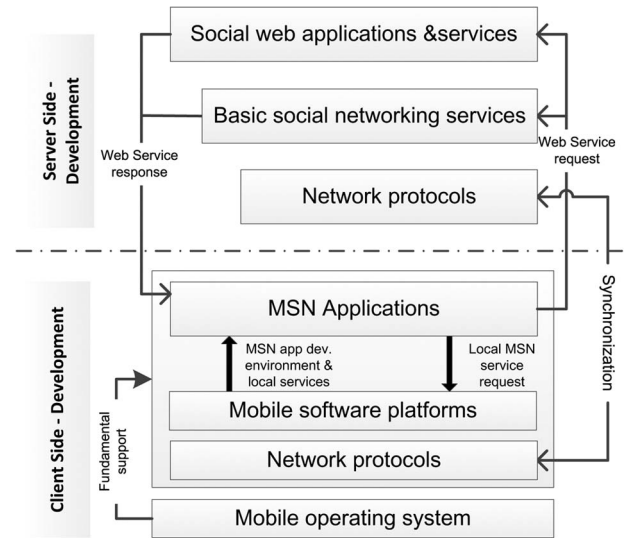 Social web applications &services
Server Side -
Development
Basic social networking services
Web Service
response
Web Service
request
Network protocols
Synchronization
Client Side - Development
MSN Applications
MSN app dev.
environment &
local services
Local MSN
service
request
Fundamental
support
Mobile software platforms
Network protocols
Mobile operating system